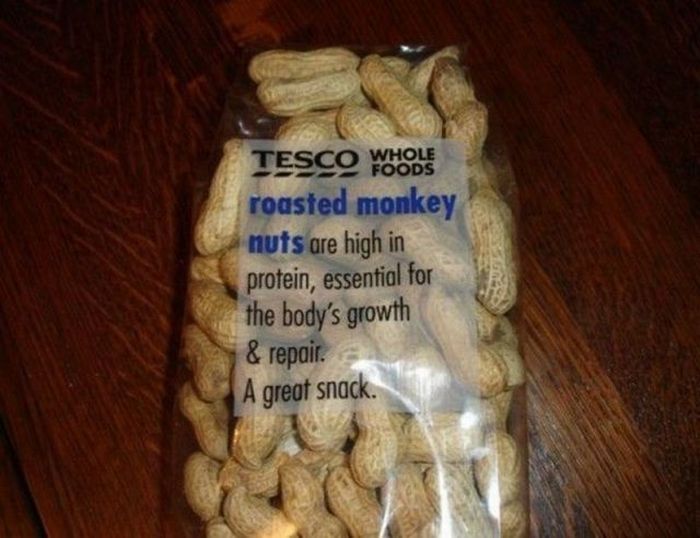 TESCO WHOLE FOODS
roasted monkey
nuts are high in
protein, essential for
the body's growth
& repair.
A great snack.